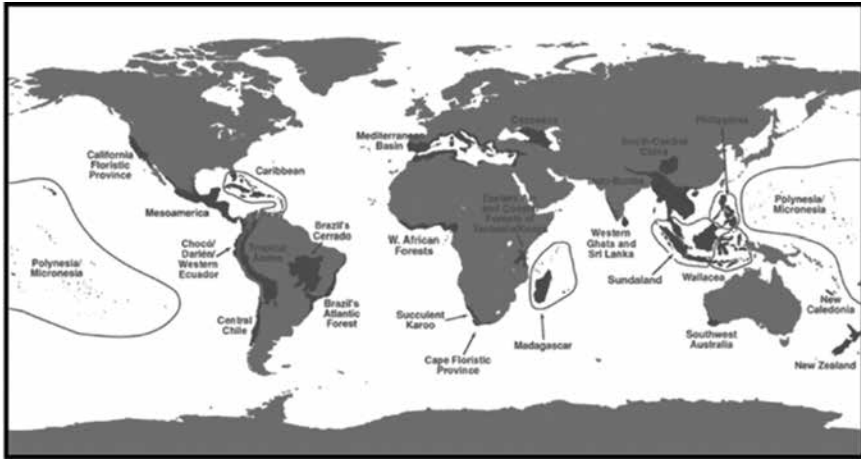 Caucasus
Philippines
Mediterranean
Basin
South-Central
China
California
Floristic
Province
Caribbean
Indo-Burma
Polynesia/
Micronesia
Mesoamerica
Brazil's
Cerrado
Eastern Arc
and Coastal
Forests of
Tanzania/Kenya
Chocó/
Darién/
Western
Ecuador
Tropical
Andes
W. African
Forests
Western
Ghats and
Sri Lanka
Polynesia/
Micronesia
Sundaland
Wallacea
Brazil's
Atlantic
Forest
Central
Chile
Succulent
Karoo
Cape Floristic
Province
Madagascar
Southwest
Australia
New
Caledonia
New Zealand